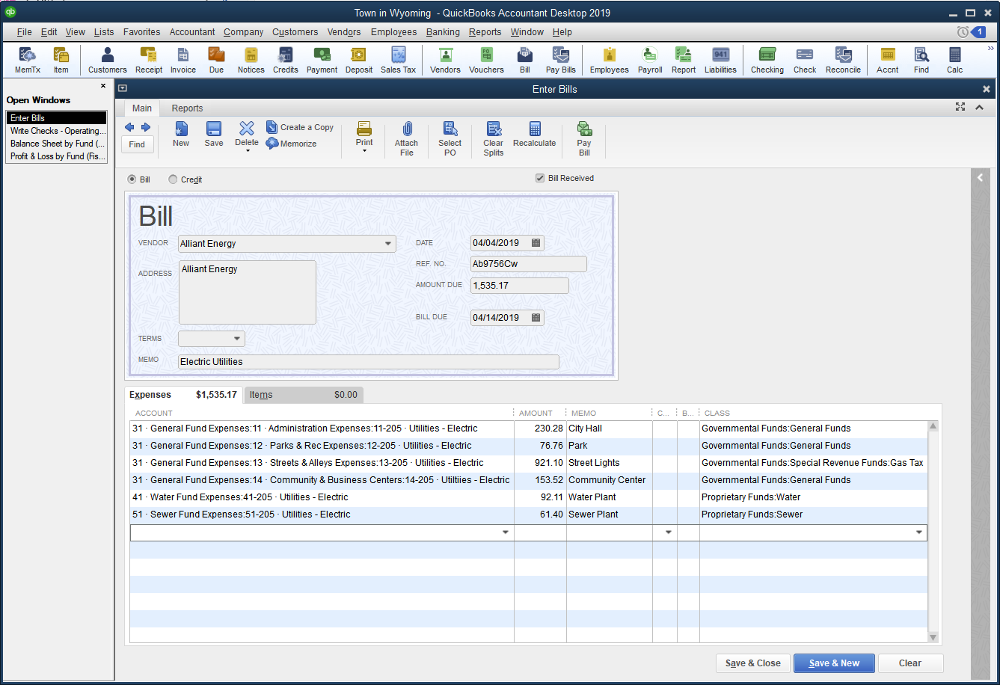 Town in Wyoming - QuickBooks Accountant Desktop 2019
File Edit View Lists Favorites Accountant Company Customers Vendors Employees Banking Reports Window Help 1
MemTx Item Customers Receipt Invoice Due Notices Credits Payment Deposit Sales Tax Vendors Vouchers Bill Pay Bills Employees Payroll Report Liabilities Checking Check Reconcile Accnt Find Calc
Open Windows
Enter Bills
Write Checks - Operating...
Balance Sheet by Fund (...
Profit & Loss by Fund (Fis...
Enter Bills
Main Reports
Find New Save Delete Create a Copy
Memorize
Print Attach File Select PO Clear Splits Recalculate Pay Bill
Bill Credit Bill Received
Bill
VENDOR Alliant Energy DATE 04/04/2019
REF. NO. Ab9756Cw
ADDRESS Alliant Energy AMOUNT DUE 1,535.17
BILL DUE 04/14/2019
TERMS
MEMO Electric Utilities
Expenses $1,535.17 Items $0.00
ACCOUNT AMOUNT MEMO C... B... CLASS
31 · General Fund Expenses:11 · Administration Expenses:11-205 · Utilities - Electric 230.28 City Hall Governmental Funds:General Funds
31 · General Fund Expenses:12 · Parks & Rec Expenses:12-205 · Utilities - Electric 76.76 Park Governmental Funds:General Funds
31 · General Fund Expenses:13 · Streets & Alleys Expenses:13-205 · Utilities - Electric 921.10 Street Lights Governmental Funds:Special Revenue Funds:Gas Tax
31 · General Fund Expenses:14 · Community & Business Centers:14-205 · Utiltiies - Electric 153.52 Community Center Governmental Funds:General Funds
41 · Water Fund Expenses:41-205 · Utilities - Electric 92.11 Water Plant Proprietary Funds:Water
51 · Sewer Fund Expenses:51-205 · Utilities - Electric 61.40 Sewer Plant Proprietary Funds:Sewer
Save & Close Save & New Clear